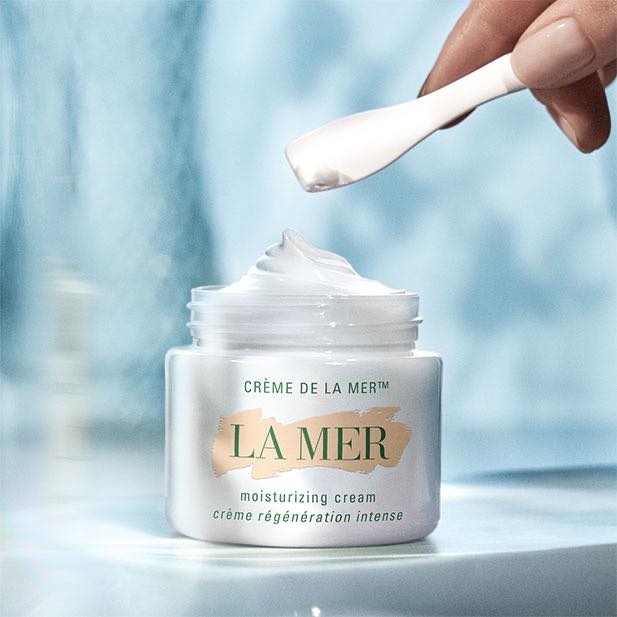 CRÈME DE LA MER™
LA MER
moisturizing cream
crème régénération intense